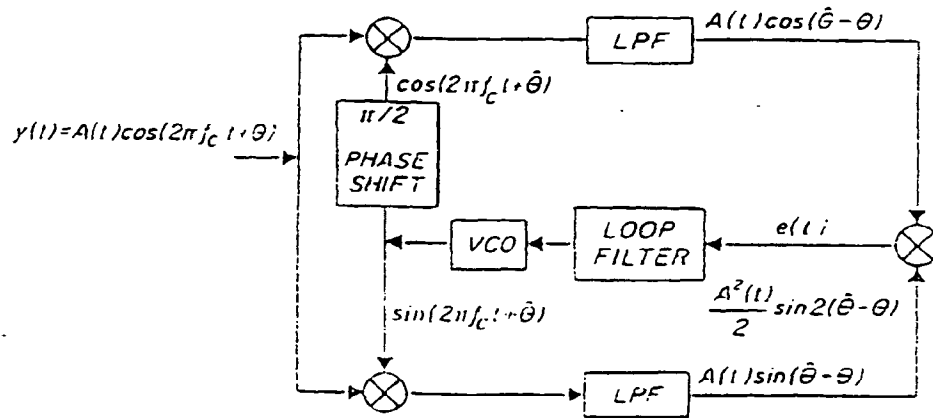 A(t)cos(θ̂-θ)
LPF
cos(2πf_c t+θ̂)
π/2
y(t)=A(t)cos(2πf_c t+θ)
PHASE
SHIFT
VCO
LOOP
FILTER
e(t)
A²(t)/2 sin2(θ̂-θ)
sin(2πf_c t+θ̂)
LPF
A(t)sin(θ̂-θ)